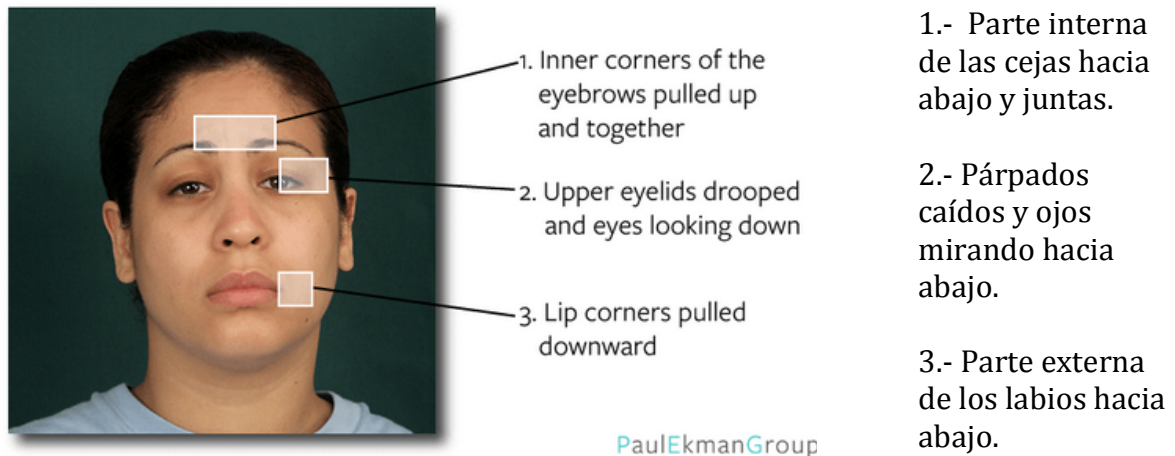 1. Inner corners of the
eyebrows pulled up
and together
2. Upper eyelids drooped
and eyes looking down
3. Lip corners pulled
downward
PaulEkmanGroup
1.- Parte interna
de las cejas hacia
abajo y juntas.
2.- Párpados
caídos y ojos
mirando hacia
abajo.
3.- Parte externa
de los labios hacia
abajo.